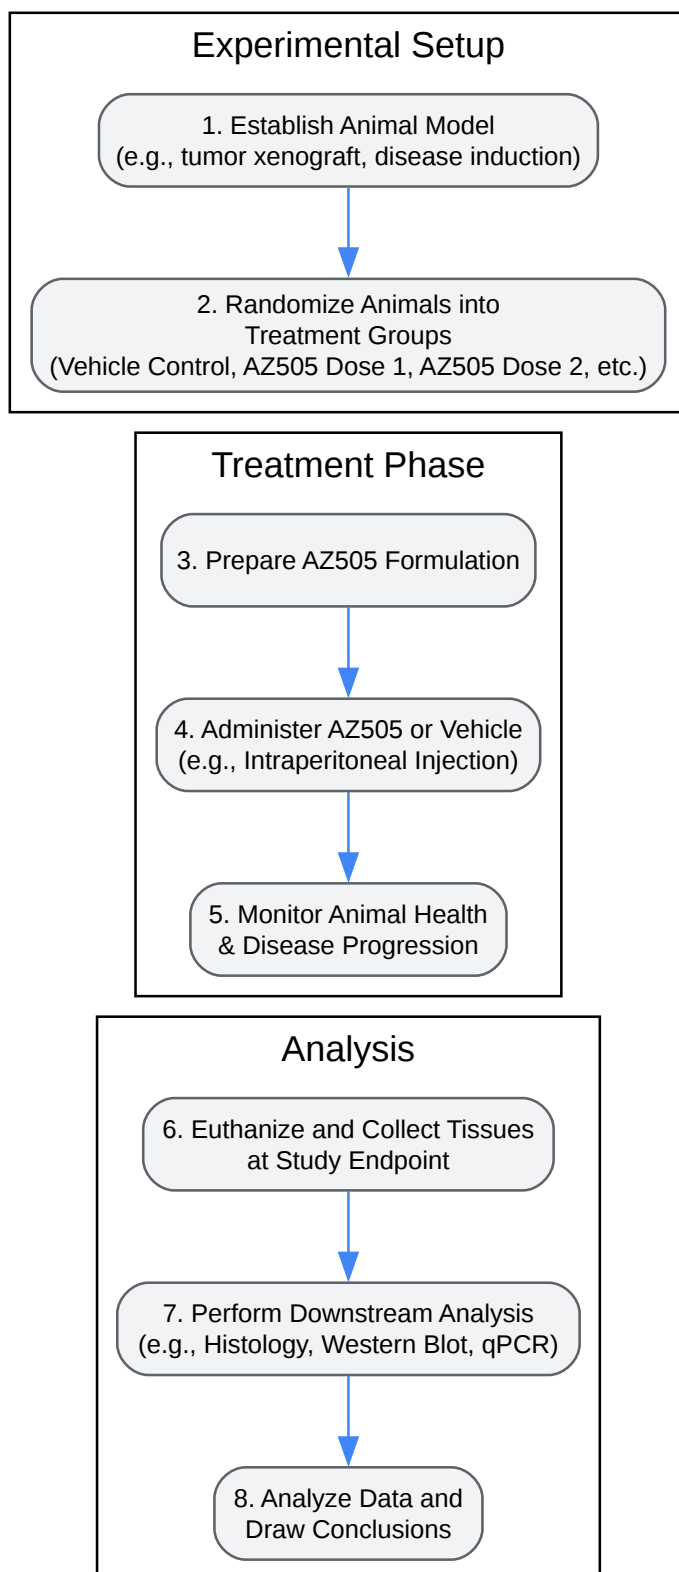 Experimental Setup
1. Establish Animal Model
(e.g., tumor xenograft, disease induction)
2. Randomize Animals into
Treatment Groups
(Vehicle Control, AZ505 Dose 1, AZ505 Dose 2, etc.)
Treatment Phase
3. Prepare AZ505 Formulation
4. Administer AZ505 or Vehicle
(e.g., Intraperitoneal Injection)
5. Monitor Animal Health
& Disease Progression
Analysis
6. Euthanize and Collect Tissues
at Study Endpoint
7. Perform Downstream Analysis
(e.g., Histology, Western Blot, qPCR)
8. Analyze Data and
Draw Conclusions